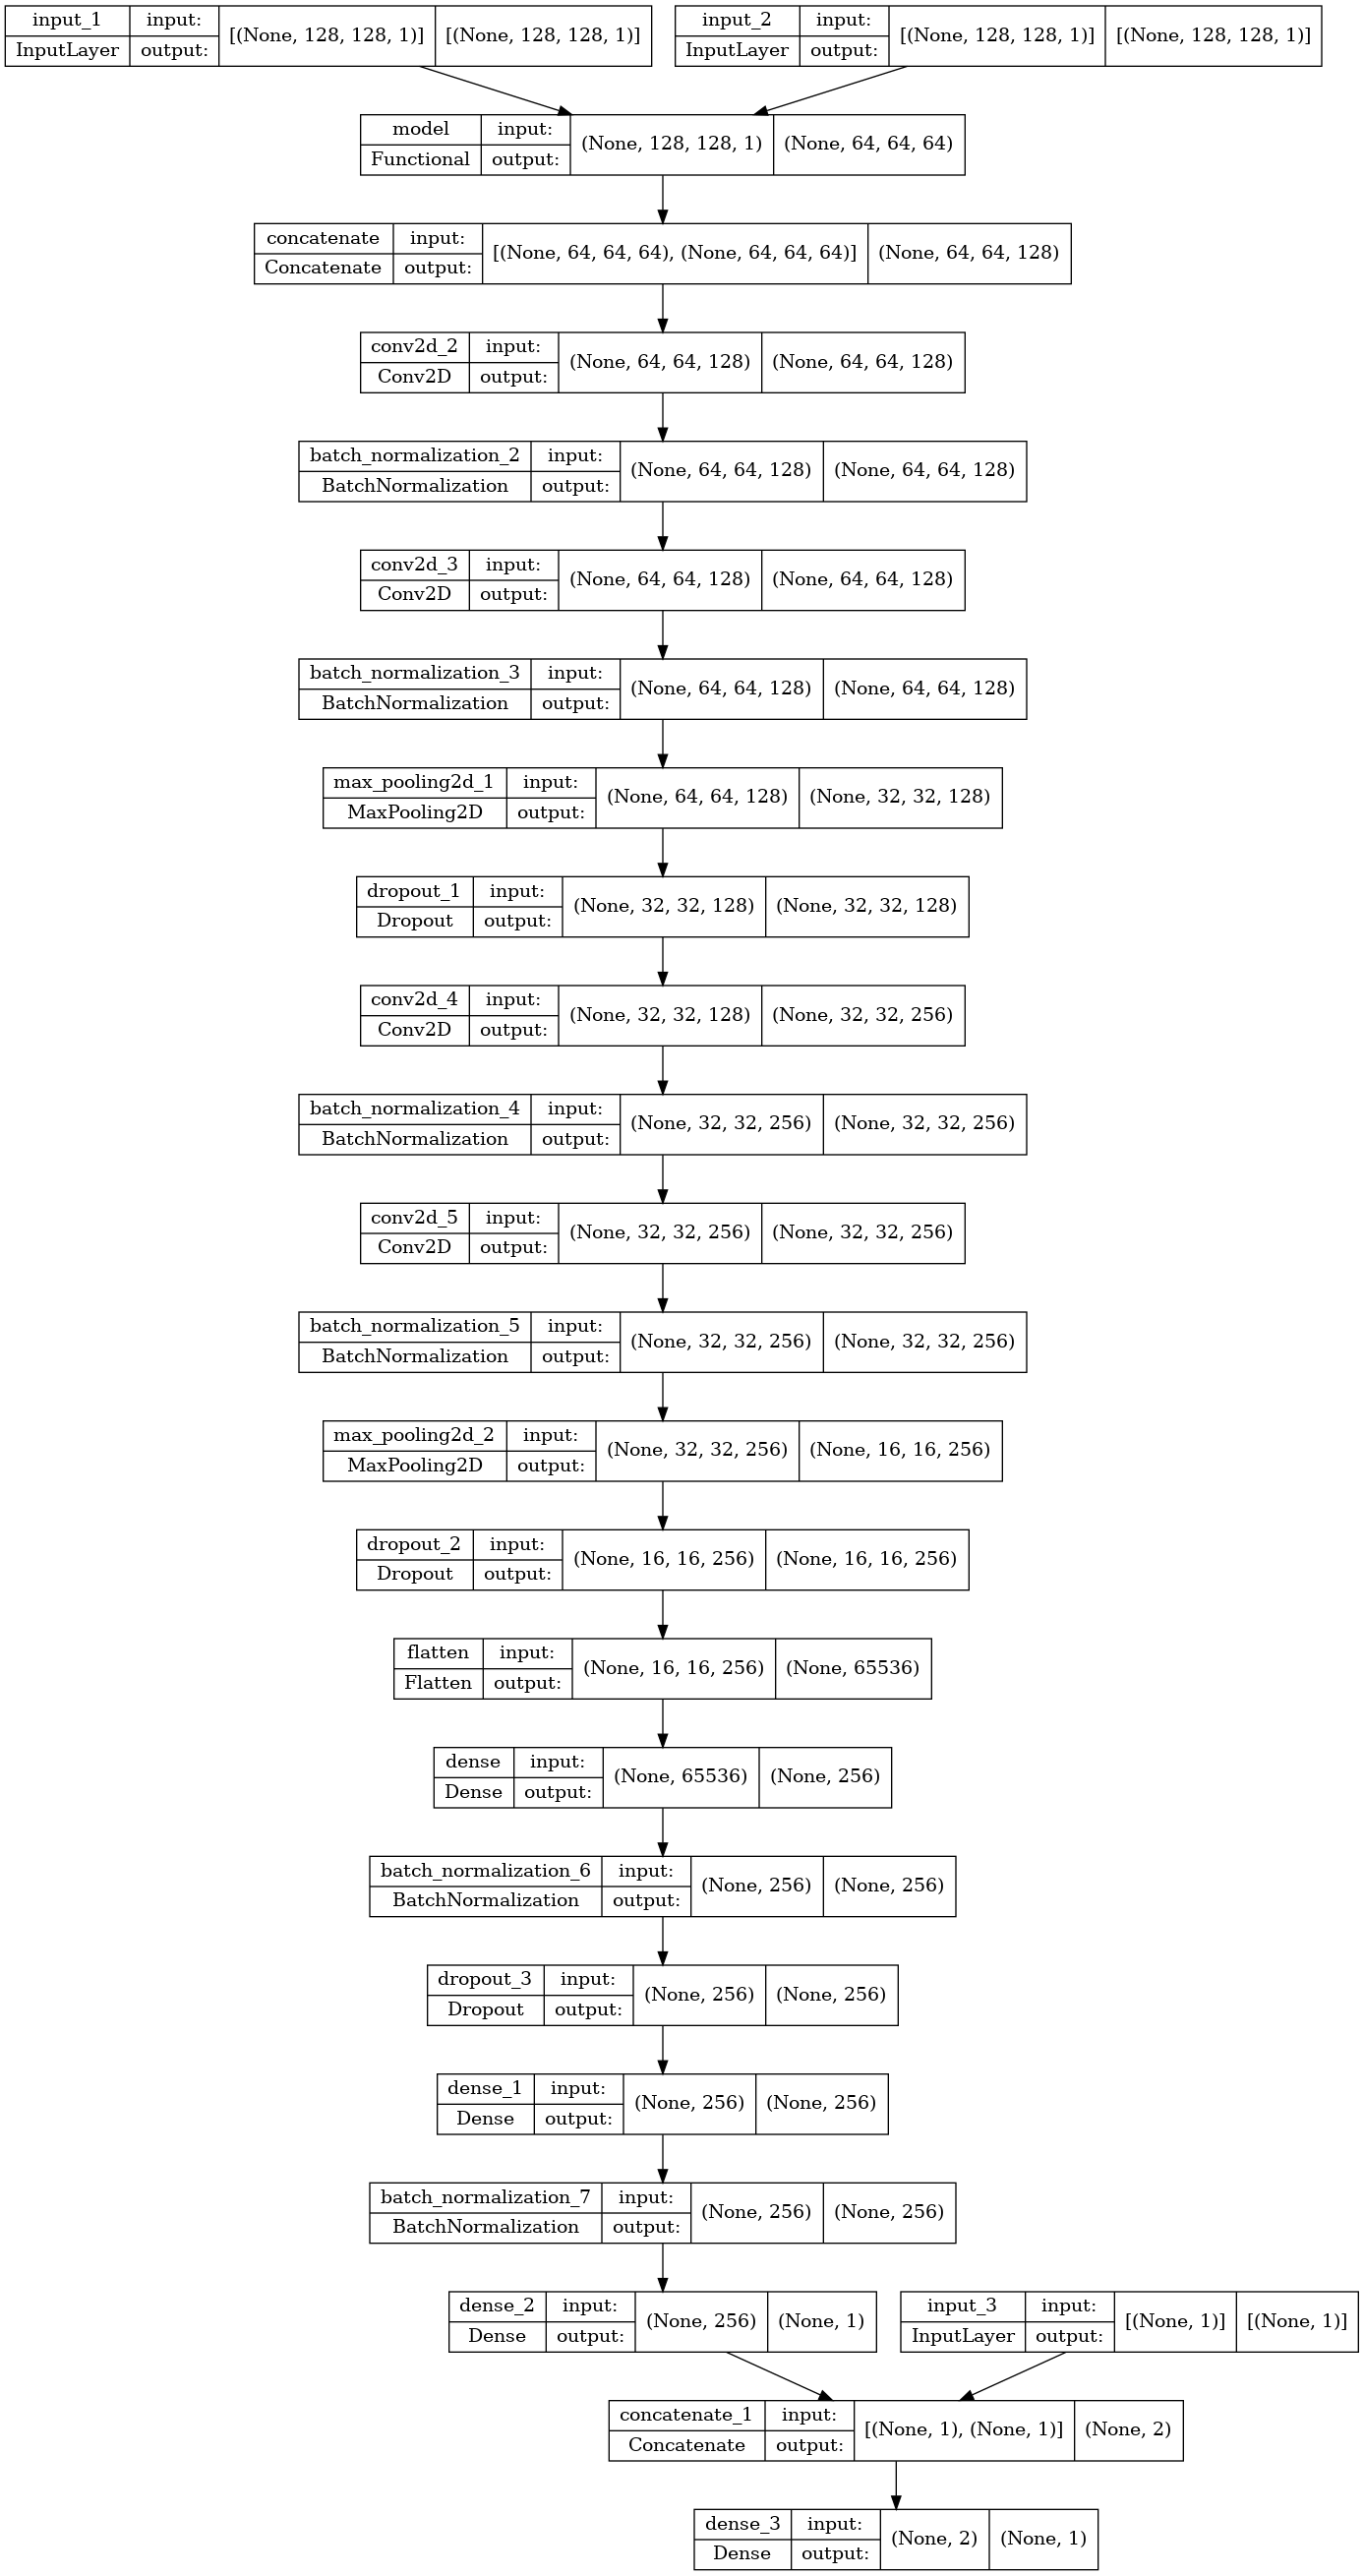 input_1 input: [(None, 128, 128, 1)] [(None, 128, 128, 1)]
InputLayer output:
input_2 input: [(None, 128, 128, 1)] [(None, 128, 128, 1)]
InputLayer output:
model input: (None, 128, 128, 1) (None, 64, 64, 64)
Functional output:
concatenate input: [(None, 64, 64, 64), (None, 64, 64, 64)] (None, 64, 64, 128)
Concatenate output:
conv2d_2 input: (None, 64, 64, 128) (None, 64, 64, 128)
Conv2D output:
batch_normalization_2 input: (None, 64, 64, 128) (None, 64, 64, 128)
BatchNormalization output:
conv2d_3 input: (None, 64, 64, 128) (None, 64, 64, 128)
Conv2D output:
batch_normalization_3 input: (None, 64, 64, 128) (None, 64, 64, 128)
BatchNormalization output:
max_pooling2d_1 input: (None, 64, 64, 128) (None, 32, 32, 128)
MaxPooling2D output:
dropout_1 input: (None, 32, 32, 128) (None, 32, 32, 128)
Dropout output:
conv2d_4 input: (None, 32, 32, 128) (None, 32, 32, 256)
Conv2D output:
batch_normalization_4 input: (None, 32, 32, 256) (None, 32, 32, 256)
BatchNormalization output:
conv2d_5 input: (None, 32, 32, 256) (None, 32, 32, 256)
Conv2D output:
batch_normalization_5 input: (None, 32, 32, 256) (None, 32, 32, 256)
BatchNormalization output:
max_pooling2d_2 input: (None, 32, 32, 256) (None, 16, 16, 256)
MaxPooling2D output:
dropout_2 input: (None, 16, 16, 256) (None, 16, 16, 256)
Dropout output:
flatten input: (None, 16, 16, 256) (None, 65536)
Flatten output:
dense input: (None, 65536) (None, 256)
Dense output:
batch_normalization_6 input: (None, 256) (None, 256)
BatchNormalization output:
dropout_3 input: (None, 256) (None, 256)
Dropout output:
dense_1 input: (None, 256) (None, 256)
Dense output:
batch_normalization_7 input: (None, 256) (None, 256)
BatchNormalization output:
dense_2 input: (None, 256) (None, 1)
Dense output:
input_3 input: [(None, 1)] [(None, 1)]
InputLayer output:
concatenate_1 input: [(None, 1), (None, 1)] (None, 2)
Concatenate output:
dense_3 input: (None, 2) (None, 1)
Dense output: